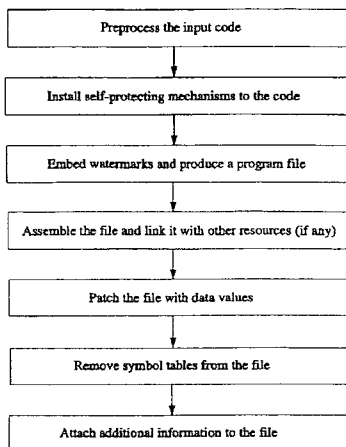 Preprocess the input code
Install self-protecting mechanisms to the code
Embed watermarks and produce a program file
Assemble the file and link it with other resources (if any)
Patch the file with data values
Remove symbol tables from the file
Attach additional information to the file